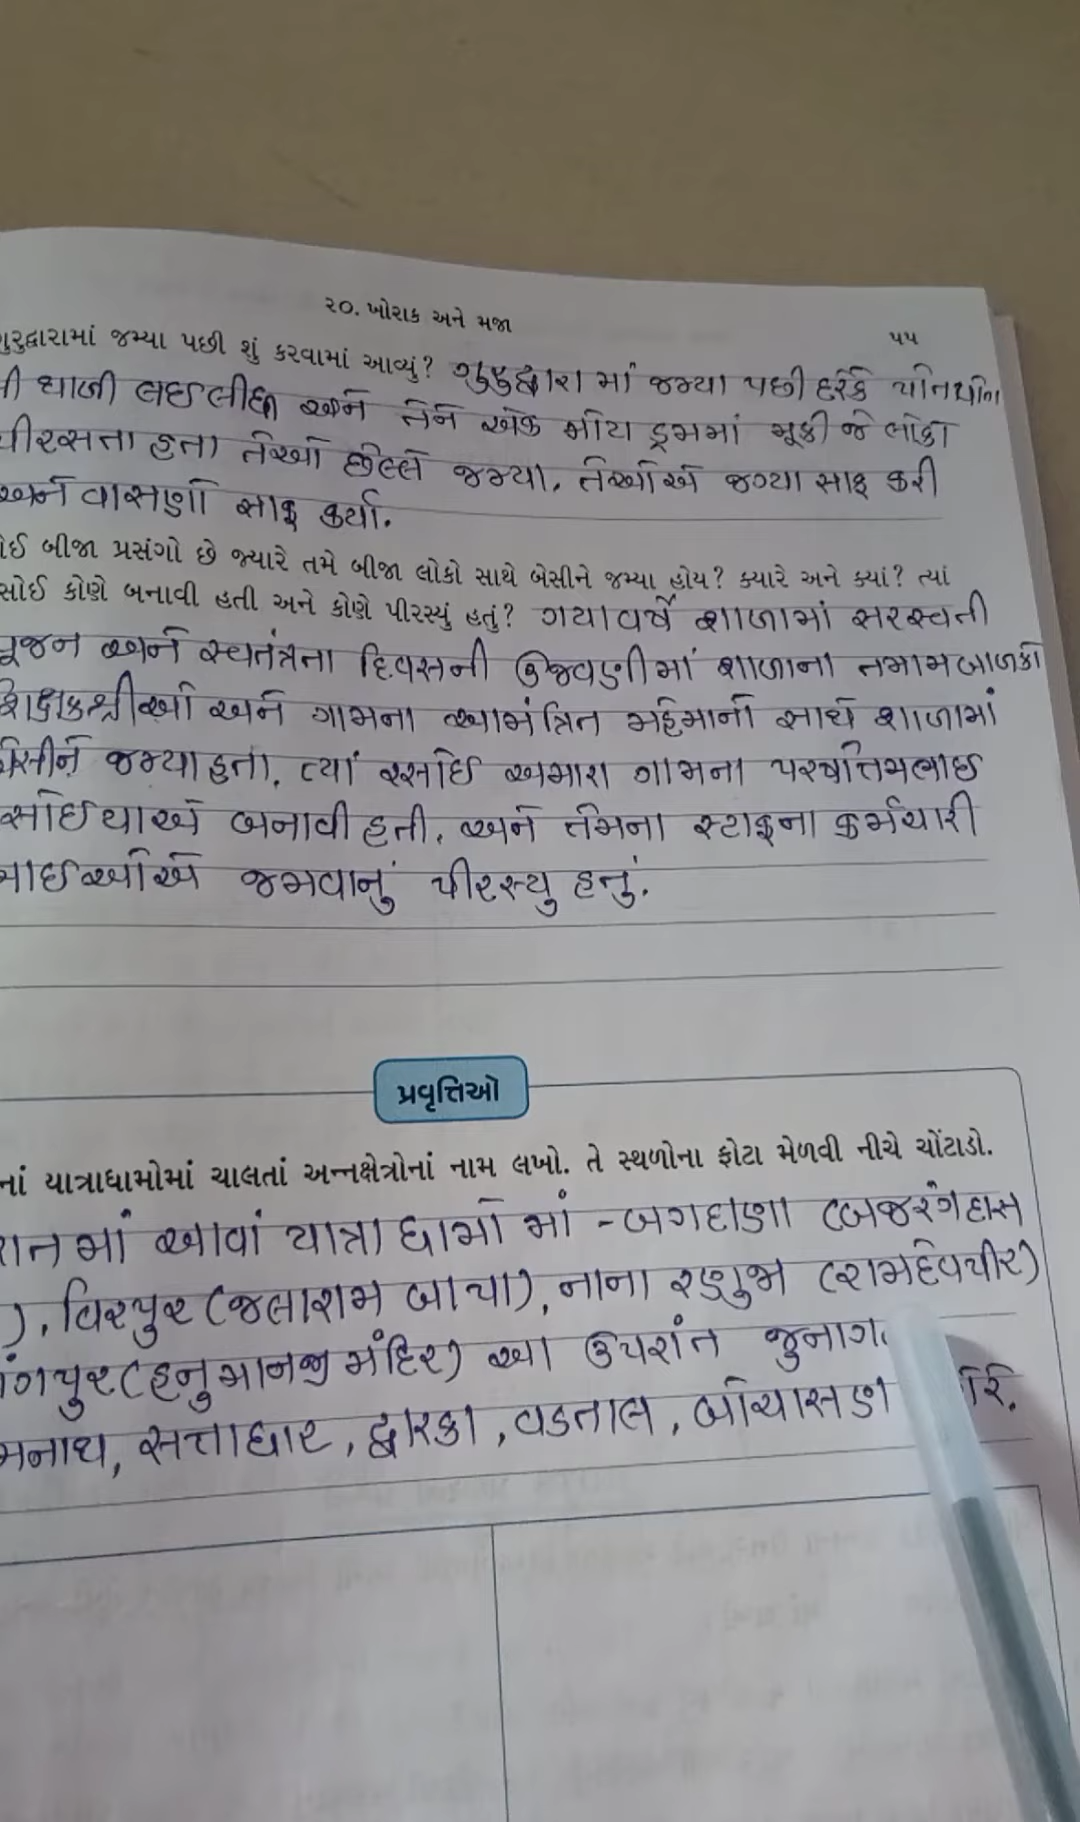 ૨૦. ખોરાક અને મજા
૫૫
ગુરુદ્વારામાં જમ્યા પછી શું કરવામાં આવ્યું? ગુરુદ્વારા માં જમ્યા પછી દરેકે પોતપોતા
ની થાળી લઈ લીધી અને તેને એક મોટા ડ્રમમાં મૂકી જે લોકો
પીરસતા હતા તેઓ છેલ્લે જમ્યા. તેઓએ જગ્યા સાફ કરી
અને વાસણો સાફ કર્યા.
બીજા પ્રસંગો છે જ્યારે તમે બીજા લોકો સાથે બેસીને જમ્યા હોય? ક્યારે અને ક્યાં? ત્યાં
કોણે બનાવી હતી અને કોણે પીરસ્યું હતું? ગયા વર્ષે શાળામાં સરસ્વતી
પૂજન અને સ્વતંત્રતા દિવસની ઉજવણીમાં શાળાના તમામ બાળકો
શિક્ષકશ્રીઓ અને ગામના આમંત્રિત મહેમાનો સાથે શાળામાં
જમ્યા હતા. ત્યાં રસોઈ અમારા ગામના
બનાવી હતી. અને તેમના સ્ટાફના કર્મચારી
ભાઈઓએ જમવાનું પીરસ્યુ હતું.
પ્રવૃત્તિઓ
યાત્રાધામોમાં ચાલતાં અન્નક્ષેત્રોનાં નામ લખો. તે સ્થળોના ફોટા મેળવી નીચે ચોંટાડો.
માં આવાં યાત્રા ધામો માં - બગદાણા (બજરંગદાસ
), વિરપુર (જલારામ બાપા), નાના રણુજા (રામદેવપીર)
(હનુમાનજી મંદિર) આ ઉપરાંત
સત્તાધાર, દ્વારકા, વડતાલ, બોચાસણ